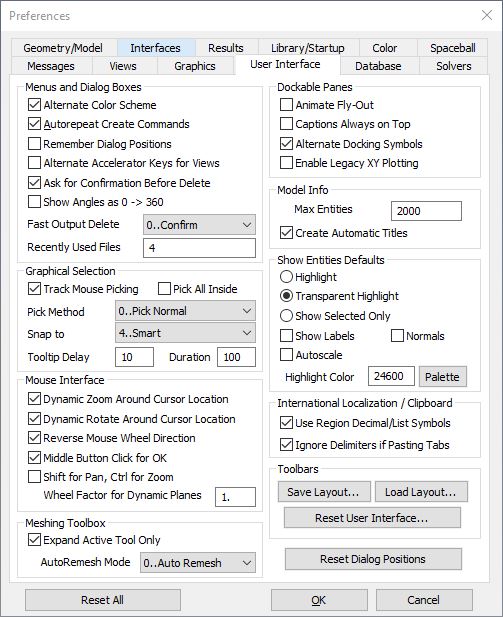 Preferences
Geometry/Model Interfaces Results Library/Startup Color Spaceball
Messages Views Graphics User Interface Database Solvers
Menus and Dialog Boxes
Alternate Color Scheme
Autorepeat Create Commands
Remember Dialog Positions
Alternate Accelerator Keys for Views
Ask for Confirmation Before Delete
Show Angles as 0 -> 360
Fast Output Delete 0..Confirm
Recently Used Files 4
Graphical Selection
Track Mouse Picking Pick All Inside
Pick Method 0..Pick Normal
Snap to 4..Smart
Tooltip Delay 10 Duration 100
Mouse Interface
Dynamic Zoom Around Cursor Location
Dynamic Rotate Around Cursor Location
Reverse Mouse Wheel Direction
Middle Button Click for OK
Shift for Pan, Ctrl for Zoom
Wheel Factor for Dynamic Planes 1.
Meshing Toolbox
Expand Active Tool Only
AutoRemesh Mode 0..Auto Remesh
Dockable Panes
Animate Fly-Out
Captions Always on Top
Alternate Docking Symbols
Enable Legacy XY Plotting
Model Info
Max Entities 2000
Create Automatic Titles
Show Entities Defaults
Highlight
Transparent Highlight
Show Selected Only
Show Labels Normals
Autoscale
Highlight Color 24600 Palette
International Localization / Clipboard
Use Region Decimal/List Symbols
Ignore Delimiters if Pasting Tabs
Toolbars
Save Layout... Load Layout...
Reset User Interface...
Reset Dialog Positions
Reset All OK Cancel